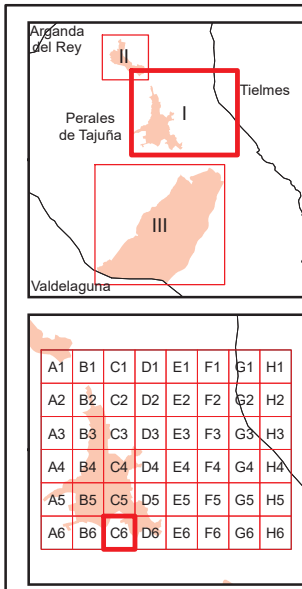 Arganda
del Rey
II
Tielmes
I
Perales
de Tajuña
III
Valdelaguna
A1 B1 C1 D1 E1 F1 G1 H1
A2 B2 C2 D2 E2 F2 G2 H2
A3 B3 C3 D3 E3 F3 G3 H3
A4 B4 C4 D4 E4 F4 G4 H4
A5 B5 C5 D5 E5 F5 G5 H5
A6 B6 C6 D6 E6 F6 G6 H6